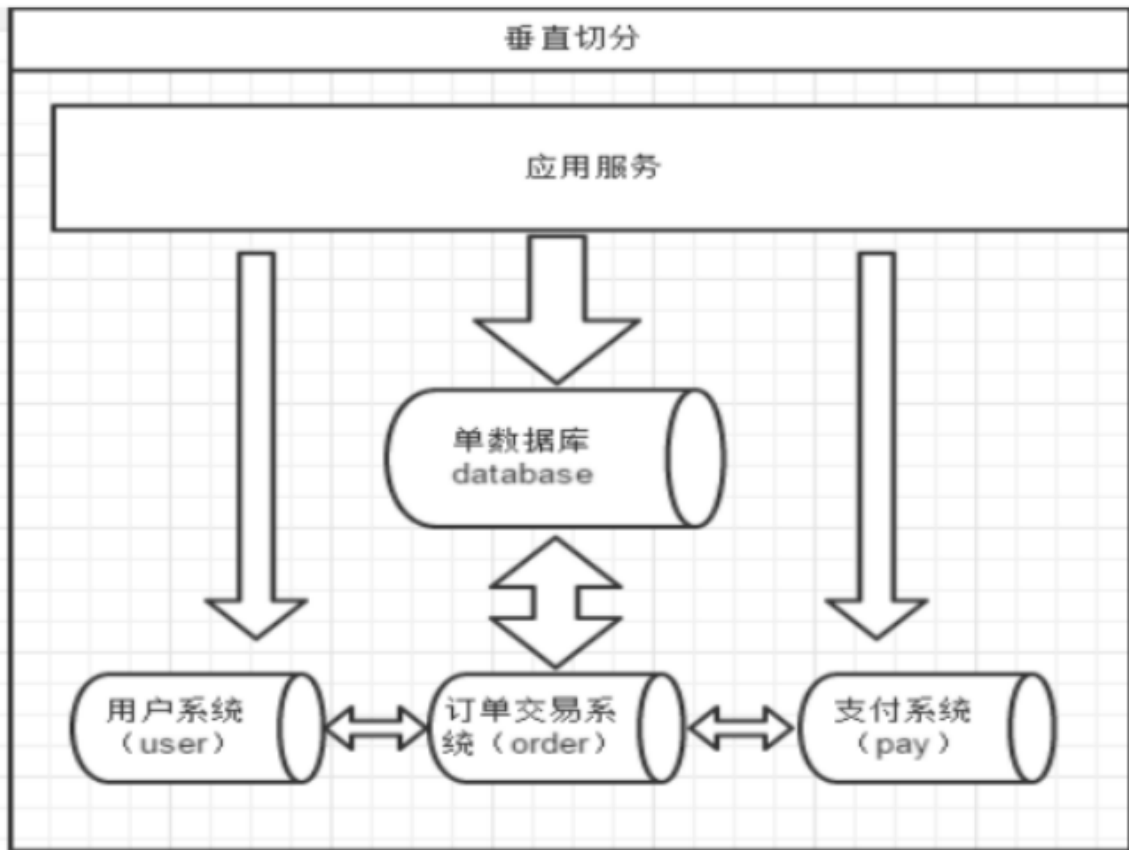 垂直切分
应用服务
单数据库
database
用户系统
（user）
订单交易系
统（order）
支付系统
（pay）